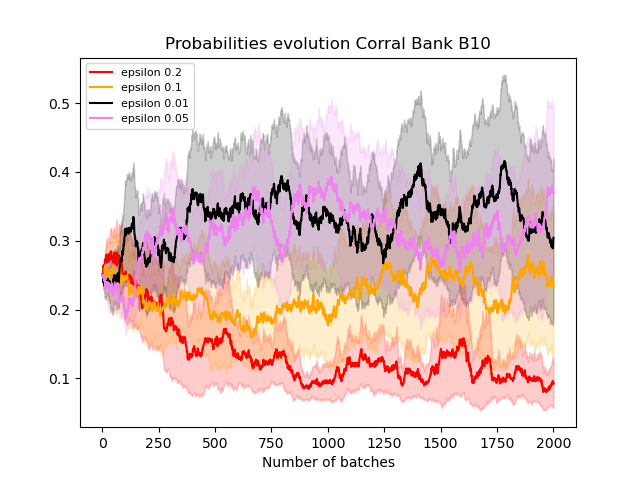 Probabilities evolution Corral Bank B10
epsilon 0.2
epsilon 0.1
epsilon 0.01
epsilon 0.05
0.5
0.4
0.3
0.2
0.1
0 250 500 750 1000 1250 1500 1750 2000
Number of batches